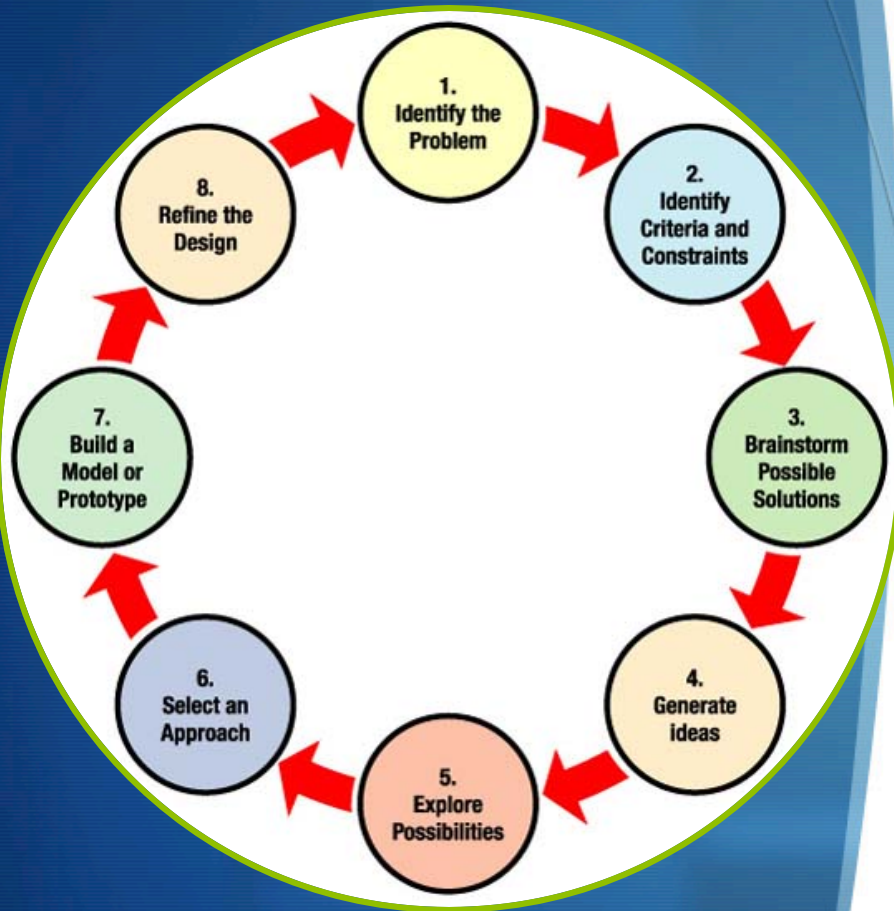 1.
Identify the
Problem
2.
Identify
Criteria and
Constraints
3.
Brainstorm
Possible
Solutions
4.
Generate
ideas
5.
Explore
Possibilities
6.
Select an
Approach
7.
Build a
Model or
Prototype
8.
Refine the
Design